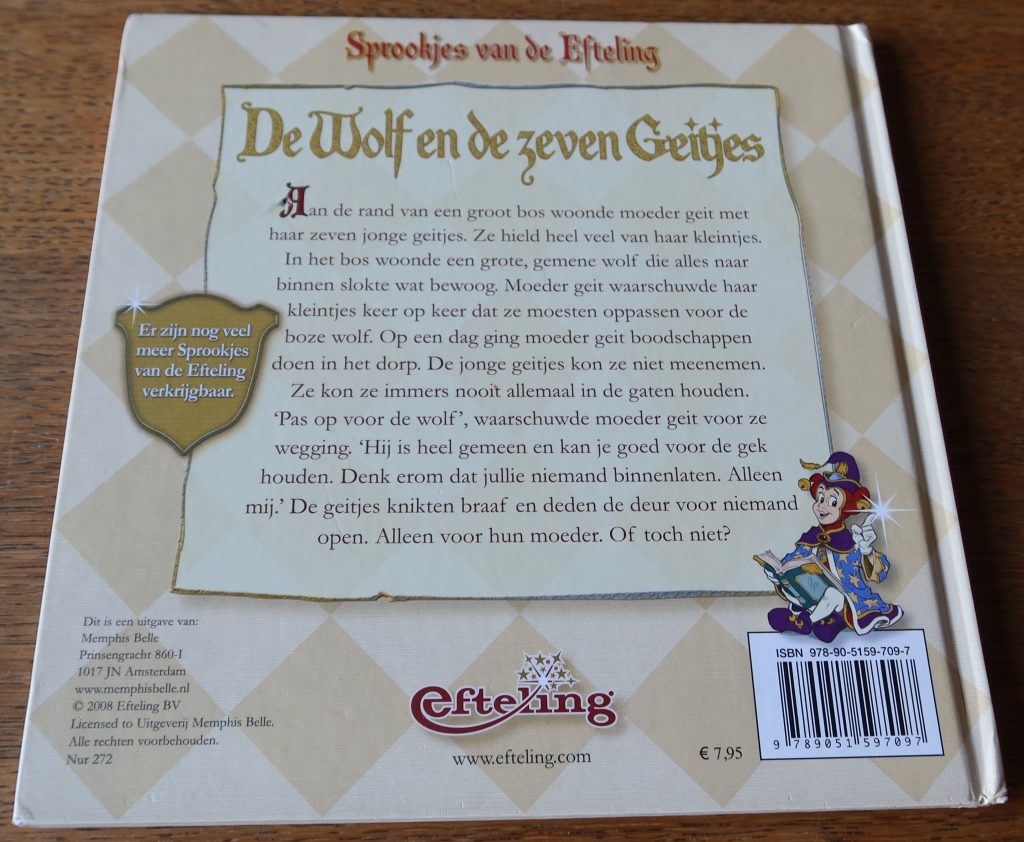 Sprookjes van de Efteling
De Wolf en de zeven Geitjes
Aan de rand van een groot bos woonde moeder geit met
haar zeven jonge geitjes. Ze hield heel veel van haar kleintjes.
In het bos woonde een grote, gemene wolf die alles naar
binnen slokte wat bewoog. Moeder geit waarschuwde haar
kleintjes keer op keer dat ze moesten oppassen voor de
boze wolf. Op een dag ging moeder geit boodschappen
doen in het dorp. De jonge geitjes kon ze niet meenemen.
Ze kon ze immers nooit allemaal in de gaten houden.
‘Pas op voor de wolf’, waarschuwde moeder geit voor ze
wegging. ‘Hij is heel gemeen en kan je goed voor de gek
houden. Denk erom dat jullie niemand binnenlaten. Alleen
mij.’ De geitjes knikten braaf en deden de deur voor niemand
open. Alleen voor hun moeder. Of toch niet?
Er zijn nog veel
meer Sprookjes
van de Efteling
verkrijgbaar.
Dit is een uitgave van:
Memphis Belle
Prinsengracht 860-I
1017 JN Amsterdam
www.memphisbelle.nl
© 2008 Efteling BV
Licensed to Uitgeverij Memphis Belle.
Alle rechten voorbehouden.
Nur 272
efteling
www.efteling.com
€ 7,95
ISBN 978-90-5159-709-7
9 789051 597097